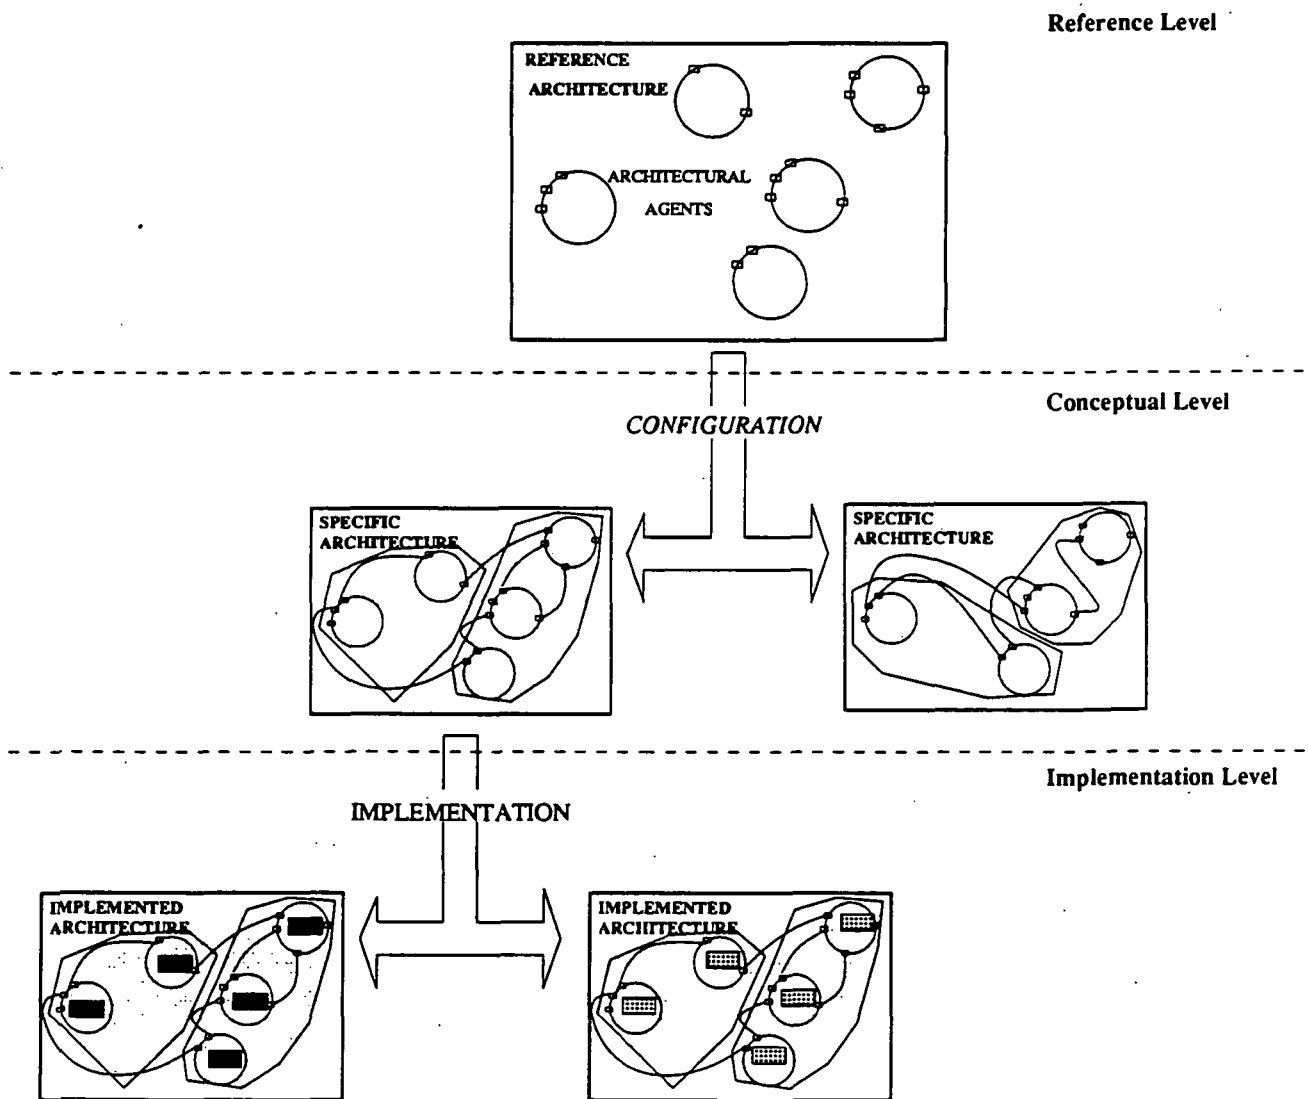 Reference Level
REFERENCE
ARCHITECTURE
ARCHITECTURAL
AGENTS
Conceptual Level
CONFIGURATION
SPECIFIC
ARCHITECTURE
SPECIFIC
ARCHITECTURE
Implementation Level
IMPLEMENTATION
IMPLEMENTED
ARCHITECTURE
IMPLEMENTED
ARCHITECTURE